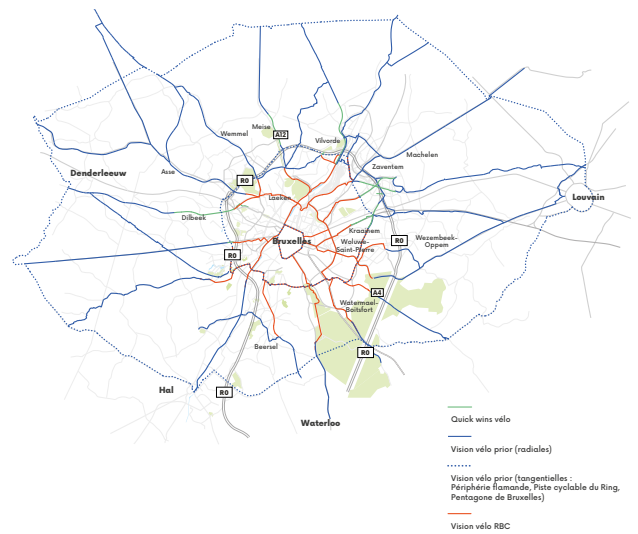 Meise
A12
Wemmel
Vilvorde
Machelen
Zaventem
Denderleeuw
Asse
R0
Laeken
Louvain
Dilbeek
Kraainem
Bruxelles
Woluwe-
Saint-Pierre
R0
Wezembeek-
Oppem
R0
A4
Watermael-
Boitsfort
Beersel
R0
Hal
R0
Waterloo
Quick wins vélo
Vision vélo prior (radiales)
Vision vélo prior (tangentielles :
Périphérie flamande, Piste cyclable du Ring,
Pentagone de Bruxelles)
Vision vélo RBC